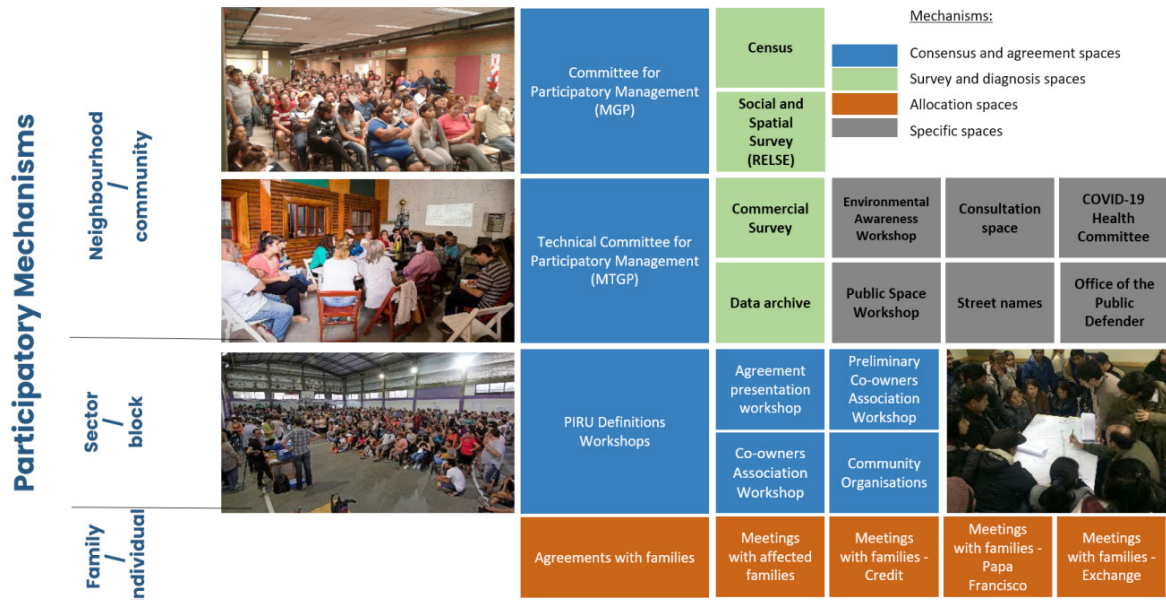 Participatory Mechanisms
Neighbourhood
/
community
Sector
/
block
Family
/
individual
Committee for
Participatory Management
(MGP)
Census
Social and
Spatial
Survey
(RELSE)
Mechanisms:
Consensus and agreement spaces
Survey and diagnosis spaces
Allocation spaces
Specific spaces
Technical Committee for
Participatory Management
(MTGP)
Commercial
Survey
Environmental
Awareness
Workshop
Consultation
space
COVID-19
Health
Committee
Data archive
Public Space
Workshop
Street names
Office of the
Public
Defender
PIRU Definitions
Workshops
Agreement
presentation
workshop
Preliminary
Co-owners
Association
Workshop
Co-owners
Association
Workshop
Community
Organisations
Agreements with families
Meetings
with affected
families
Meetings
with families -
Credit
Meetings
with families -
Papa
Francisco
Meetings
with families -
Exchange